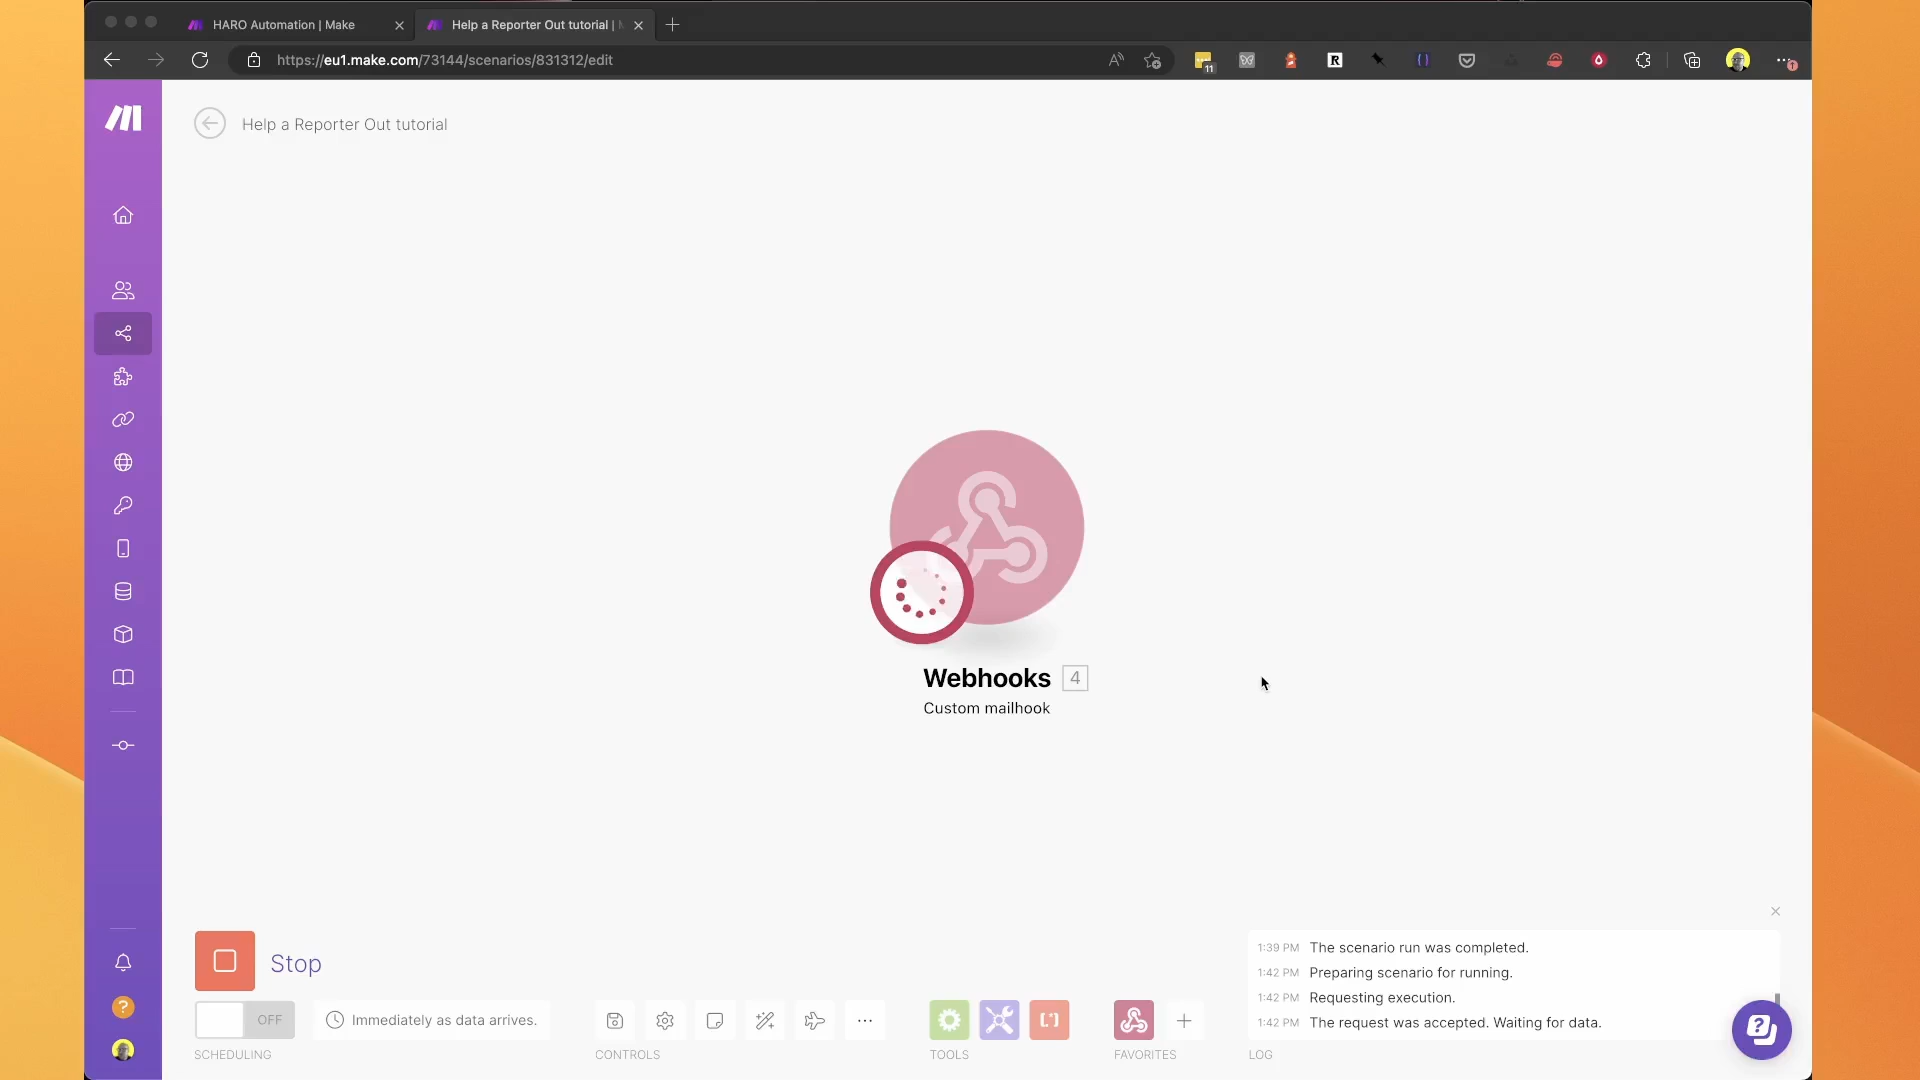 HARO Automation | Make
Help a Reporter Out tutorial |
https://eu1.make.com/73144/scenarios/831312/edit
11
Help a Reporter Out tutorial
Webhooks 4
Custom mailhook
Stop
OFF
Immediately as data arrives.
SCHEDULING
CONTROLS
TOOLS
FAVORITES
1:39 PM The scenario run was completed.
1:42 PM Preparing scenario for running.
1:42 PM Requesting execution.
1:42 PM The request was accepted. Waiting for data.
LOG